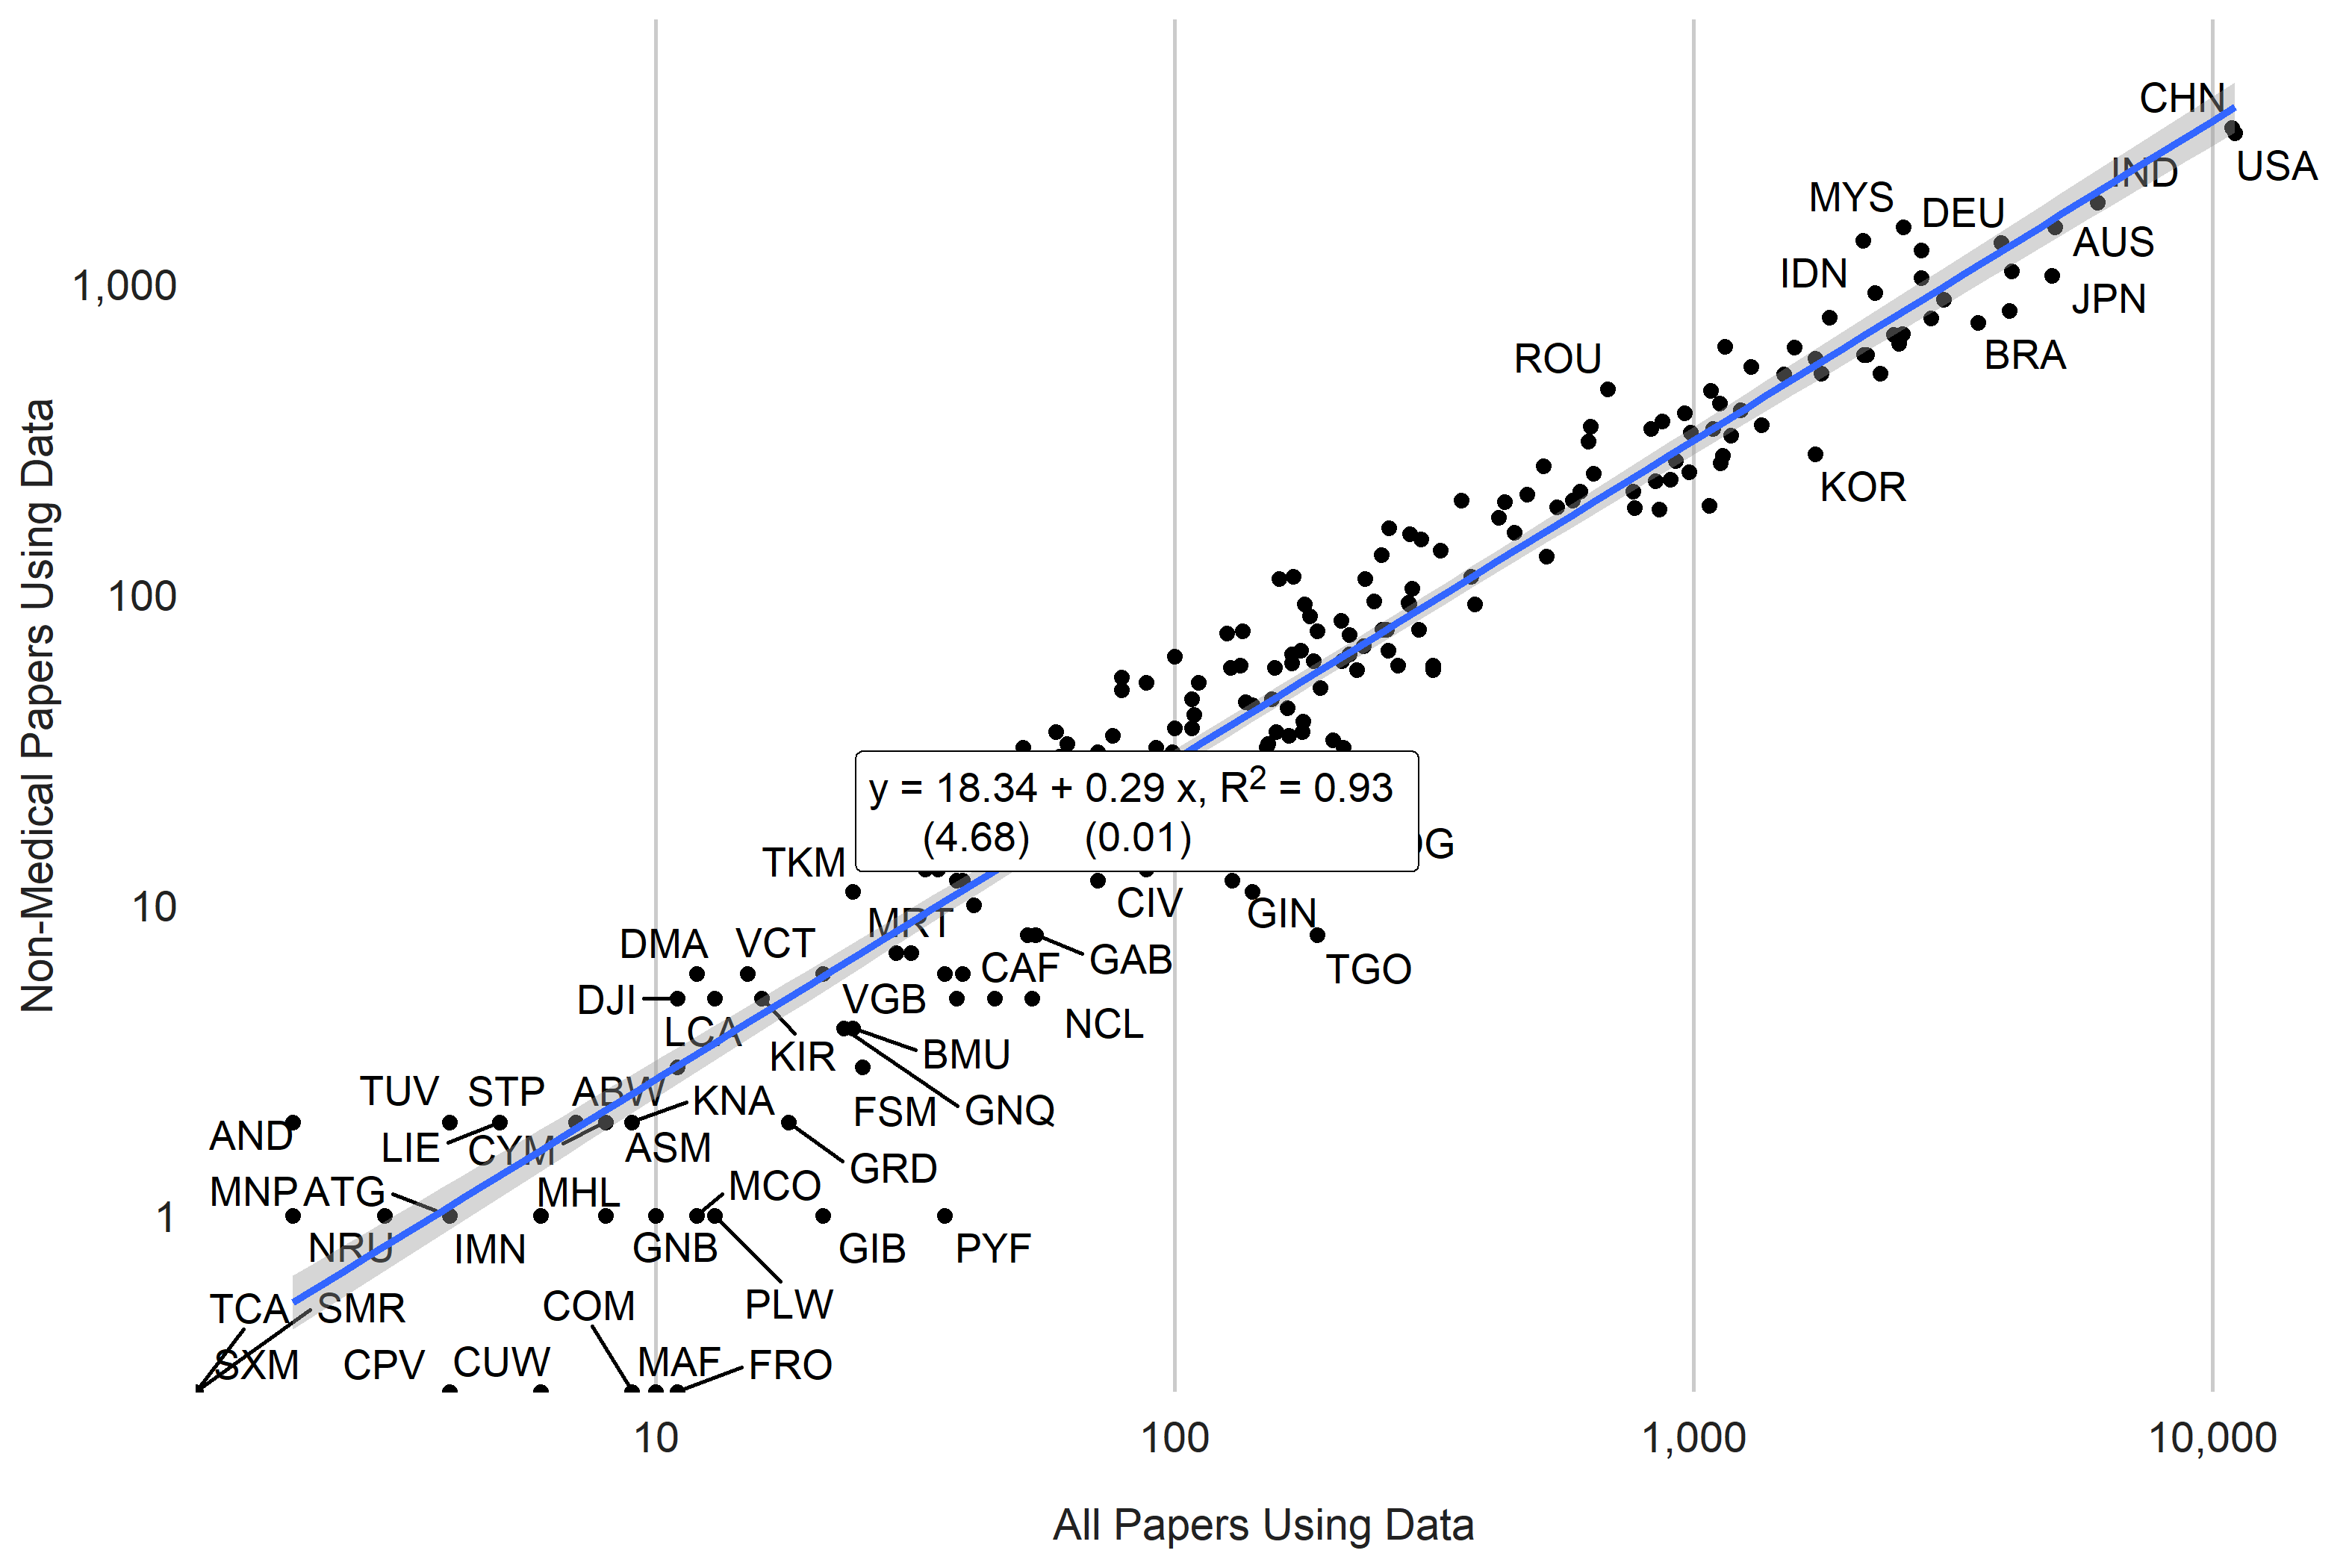 CHN
USA
IND
MYS
DEU
AUS
IDN
JPN
BRA
ROU
KOR
1,000
100
10
1
Non-Medical Papers Using Data
y = 18.34 + 0.29 x, R² = 0.93
(4.68) (0.01)
TKM
CIV
GIN
MRT
DMA
VCT
GAB
CAF
TGO
DJI
VGB
NCL
LCA
KIR
BMU
TUV
STP
ABW
KNA
FSM
GNQ
AND
LIE
CYM
ASM
GRD
MNP
ATG
MHL
MCO
NRU
IMN
GNB
GIB
PYF
TCA
SMR
COM
PLW
SXM
CPV
CUW
MAF
FRO
10
100
1,000
10,000
All Papers Using Data